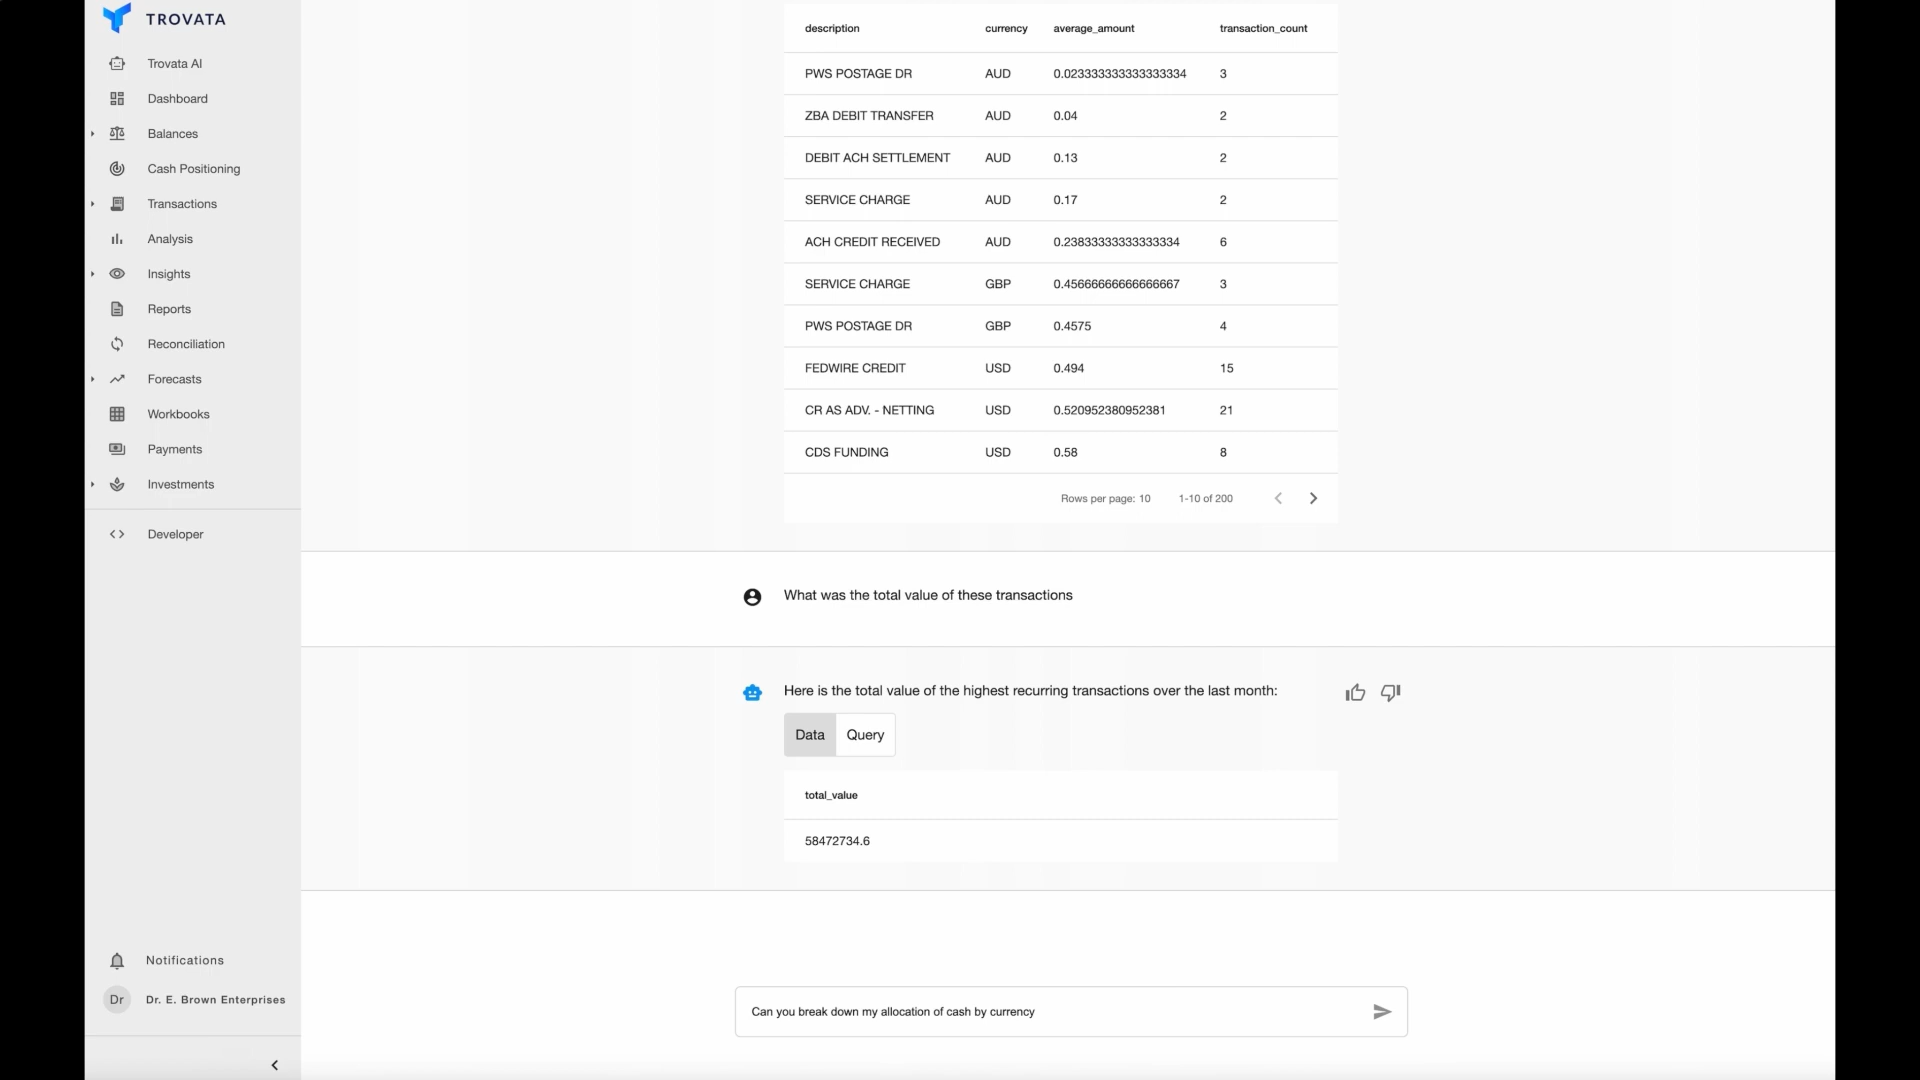 TROVATA
Trovata AI
Dashboard
Balances
Cash Positioning
Transactions
Analysis
Insights
Reports
Reconciliation
Forecasts
Workbooks
Payments
Investments
Developer
Notifications
Dr Dr. E. Brown Enterprises
description currency average_amount transaction_count
PWS POSTAGE DR AUD 0.023333333333333334 3
ZBA DEBIT TRANSFER AUD 0.04 2
DEBIT ACH SETTLEMENT AUD 0.13 2
SERVICE CHARGE AUD 0.17 2
ACH CREDIT RECEIVED AUD 0.23833333333333334 6
SERVICE CHARGE GBP 0.45666666666666667 3
PWS POSTAGE DR GBP 0.4575 4
FEDWIRE CREDIT USD 0.494 15
CR AS ADV. - NETTING USD 0.520952380952381 21
CDS FUNDING USD 0.58 8
Rows per page: 10 1-10 of 200
What was the total value of these transactions
Here is the total value of the highest recurring transactions over the last month:
Data Query
total_value
58472734.6
Can you break down my allocation of cash by currency